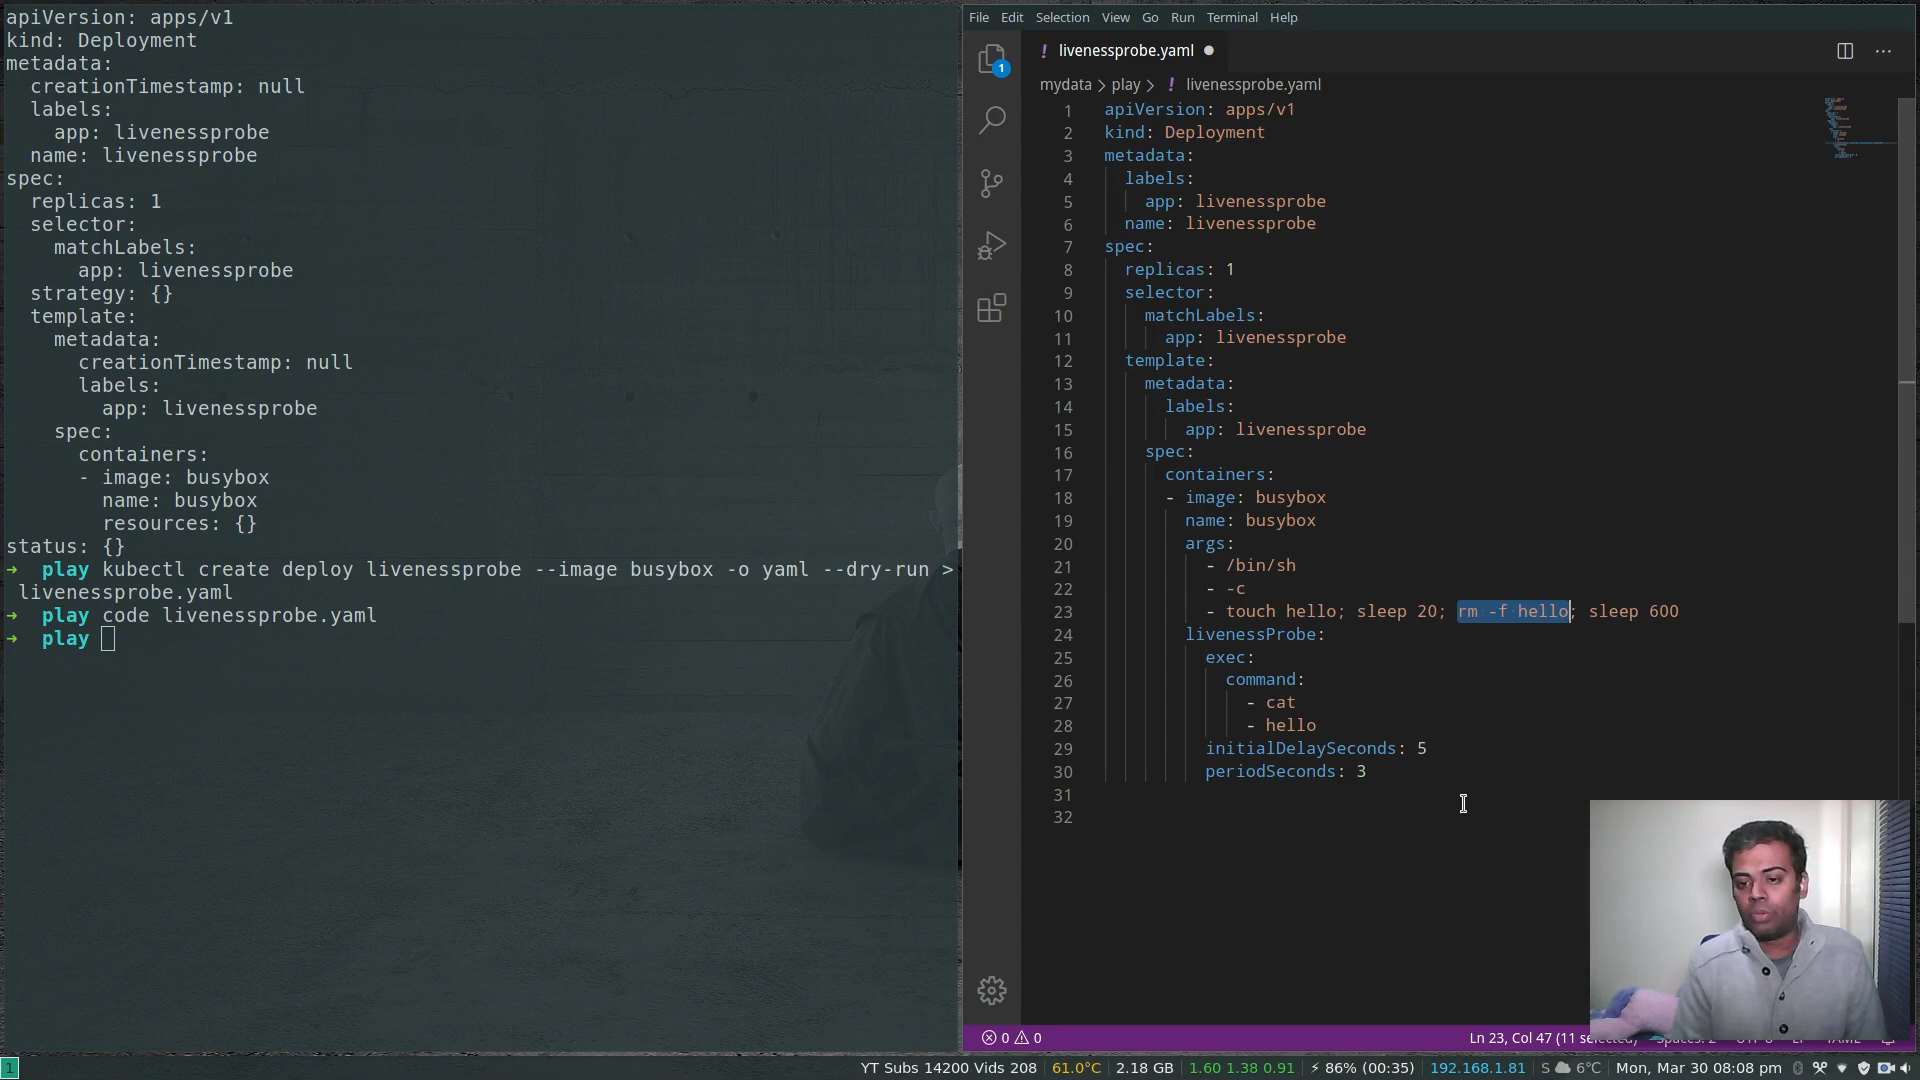 apiVersion: apps/v1
kind: Deployment
metadata:
  creationTimestamp: null
  labels:
    app: livenessprobe
  name: livenessprobe
spec:
  replicas: 1
  selector:
    matchLabels:
      app: livenessprobe
  strategy: {}
  template:
    metadata:
      creationTimestamp: null
      labels:
        app: livenessprobe
    spec:
      containers:
      - image: busybox
        name: busybox
        resources: {}
status: {}
➜  play kubectl create deploy livenessprobe --image busybox -o yaml --dry-run >
 livenessprobe.yaml
➜  play code livenessprobe.yaml
➜  play
File Edit Selection View Go Run Terminal Help
! livenessprobe.yaml ●
1
mydata > play > ! livenessprobe.yaml
1 apiVersion: apps/v1
2 kind: Deployment
3 metadata:
4   labels:
5     app: livenessprobe
6   name: livenessprobe
7 spec:
8   replicas: 1
9   selector:
10     matchLabels:
11       app: livenessprobe
12   template:
13     metadata:
14       labels:
15         app: livenessprobe
16     spec:
17       containers:
18       - image: busybox
19         name: busybox
20         args:
21           - /bin/sh
22           - -c
23           - touch hello; sleep 20; rm -f hello; sleep 600
24         livenessProbe:
25           exec:
26             command:
27               - cat
28               - hello
29           initialDelaySeconds: 5
30           periodSeconds: 3
31
32
0 0 Ln 23, Col 47 (11 se
1 YT Subs 14200 Vids 208 61.0°C 2.18 GB 1.60 1.38 0.91 ⚡ 86% (00:35) 192.168.1.81 S 6°C Mon, Mar 30 08:08 pm